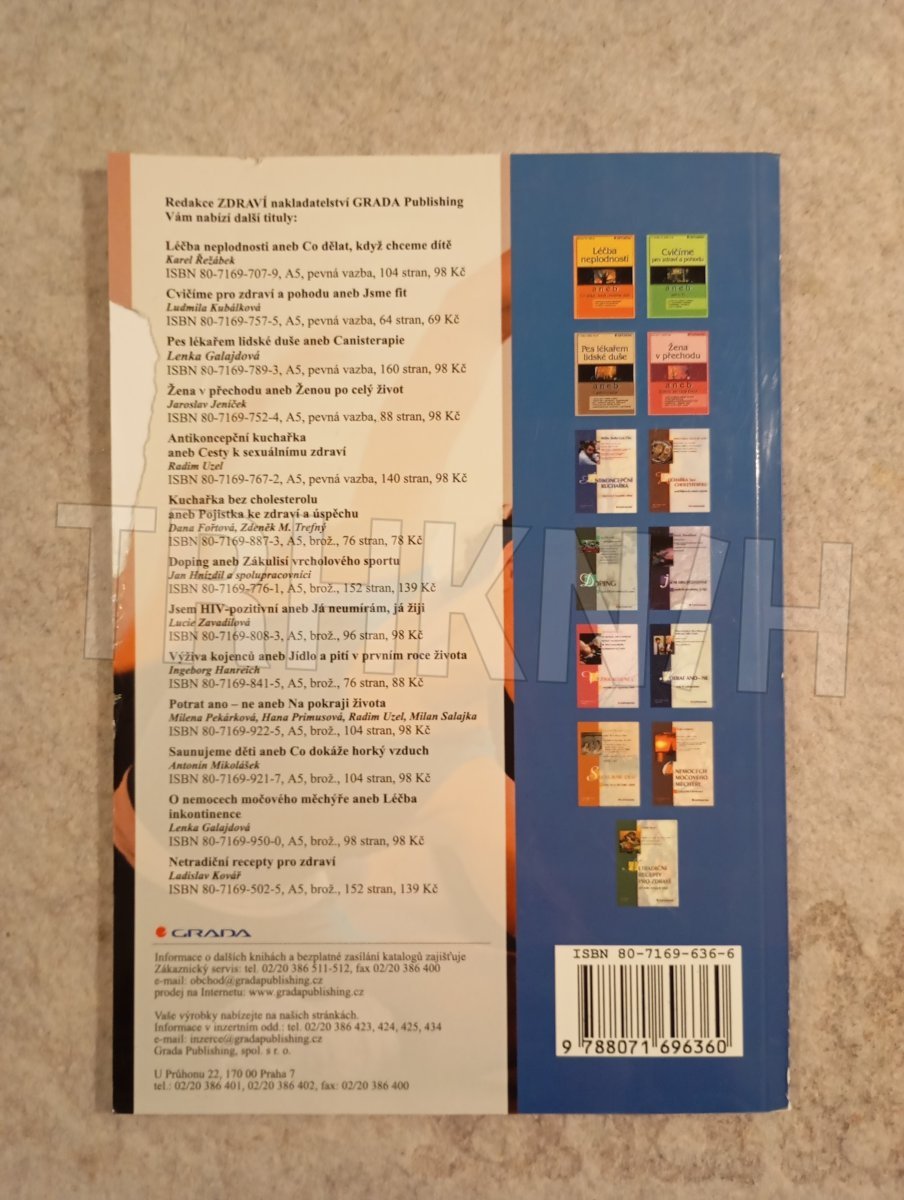 Redakce ZDRAVÍ nakladatelství GRADA Publishing
Vám nabízí další tituly:
Léčba neplodnosti aneb Co dělat, když chceme dítě
Karel Řežábek
ISBN 80-7169-707-9, A5, pevná vazba, 104 stran, 98 Kč
Cvičíme pro zdraví a pohodu aneb Jsme fit
Ludmila Kubálková
ISBN 80-7169-757-5, A5, pevná vazba, 64 stran, 69 Kč
Pes lékařem lidské duše aneb Canisterapie
Lenka Galajdová
ISBN 80-7169-789-3, A5, pevná vazba, 160 stran, 98 Kč
Žena v přechodu aneb Ženou po celý život
Jaroslav Jeníček
ISBN 80-7169-752-4, A5, pevná vazba, 88 stran, 98 Kč
Antikoncepční kuchařka
aneb Cesty k sexuálnímu zdraví
Radim Uzel
ISBN 80-7169-767-2, A5, pevná vazba, 140 stran, 98 Kč
Kuchařka bez cholesterolu
aneb Pojistka ke zdraví a úspěchu
Dana Fořtová, Zdeněk M. Trefný
ISBN 80-7169-887-3, A5, brož., 76 stran, 78 Kč
Doping aneb Zákulisí vrcholového sportu
Jan Hnízdil a spolupracovníci
ISBN 80-7169-776-1, A5, brož., 152 stran, 139 Kč
Jsem HIV-pozitivní aneb Já neumírám, já žiji
Lucie Zavadilová
ISBN 80-7169-808-3, A5, brož., 96 stran, 98 Kč
Výživa kojenců aneb Jídlo a pití v prvním roce života
Ingeborg Hanreich
ISBN 80-7169-841-5, A5, brož., 76 stran, 88 Kč
Potrat ano – ne aneb Na pokraji života
Milena Pekárková, Hana Primusová, Radim Uzel, Milan Salajka
ISBN 80-7169-922-5, A5, brož., 104 stran, 98 Kč
Saunujeme děti aneb Co dokáže horký vzduch
Antonín Mikolášek
ISBN 80-7169-921-7, A5, brož., 104 stran, 98 Kč
O nemocech močového měchýře aneb Léčba
inkontinence
Lenka Galajdová
ISBN 80-7169-950-0, A5, brož., 98 stran, 98 Kč
Netradiční recepty pro zdraví
Ladislav Kovář
ISBN 80-7169-502-5, A5, brož., 152 stran, 139 Kč
GRADA
Informace o dalších knihách a bezplatné zasílání katalogů zajišťuje
Zákaznický servis: tel. 02/20 386 511-512, fax 02/20 386 400
e-mail: obchod@gradapublishing.cz
prodej na Internetu: www.gradapublishing.cz
Vaše výrobky nabízejte na našich stránkách.
Informace v inzertním odd.: tel. 02/20 386 423, 424, 425, 434
e-mail: inzerce@gradapublishing.cz
Grada Publishing, spol. s r. o.
U Průhonu 22, 170 00 Praha 7
tel.: 02/20 386 401, 02/20 386 402, fax: 02/20 386 400
Léčba
neplodnosti
aneb
Cvičíme
pro zdraví a pohodu
aneb
Pes lékařem
lidské duše
aneb
Žena
v přechodu
aneb
KUCHAŘKA
DOPING
NEMOCECH
MOČOVÉHO
MĚCHÝŘE
RECEPTY
PRO ZDRAVÍ
ISBN 80-7169-636-6
9 788071 696360